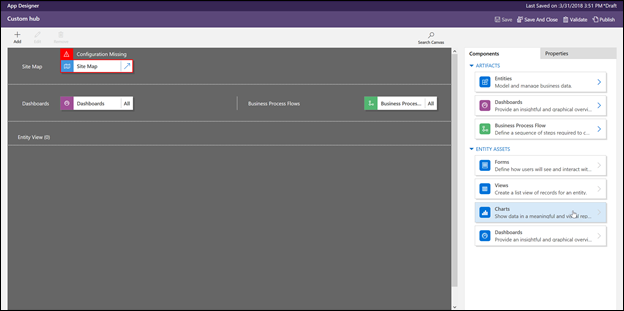 App Designer
Last Saved on :3/31/2018 3:51 PM *Draft
Custom hub
Save
Save And Close
Validate
Publish
Add
Edit
Remove
Search Canvas
Components
Properties
Configuration Missing
Site Map
Site Map
Dashboards
Dashboards
All
Business Process Flows
Business Proces...
All
Entity View (0)
ARTIFACTS
Entities
Model and manage business data.
Dashboards
Provide an insightful and graphical overvi...
Business Process Flow
Define a sequence of steps required to c...
ENTITY ASSETS
Forms
Define how users will see and interact wit...
Views
Create a list view of records for an entity.
Charts
Show data in a meaningful and visual rep...
Dashboards
Provide an insightful and graphical overvi...